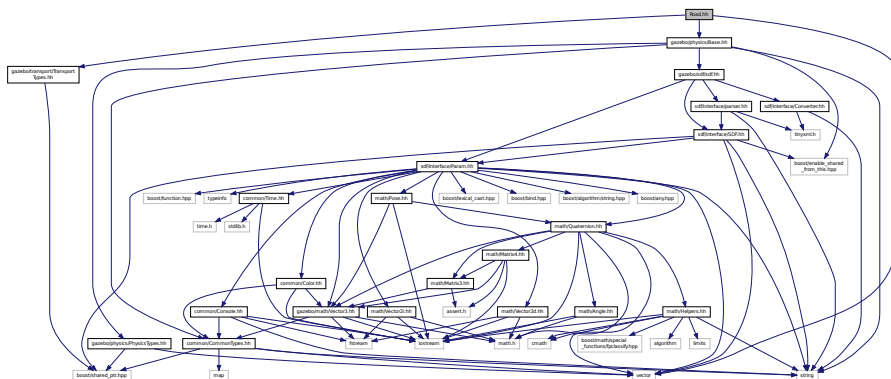 Road.hh
gazebo/physics/Base.hh
gazebo/transport/Transport
Types.hh
gazebo/sdf/sdf.hh
sdf/interface/parser.hh
sdf/interface/Converter.hh
sdf/interface/SDF.hh
tinyxml.h
sdf/interface/Param.hh
boost/enable_shared
_from_this.hpp
boost/function.hpp
typeinfo
common/Time.hh
math/Pose.hh
boost/lexical_cast.hpp
boost/bind.hpp
boost/algorithm/string.hpp
boost/any.hpp
time.h
stdlib.h
math/Quaternion.hh
math/Matrix4.hh
common/Color.hh
math/Matrix3.hh
common/Console.hh
gazebo/math/Vector3.hh
math/Vector2i.hh
assert.h
math/Vector2d.hh
math/Angle.hh
math/Helpers.hh
gazebo/physics/PhysicsTypes.hh
common/CommonTypes.hh
fstream
iostream
math.h
cmath
boost/math/special
_functions/fpclassify.hpp
algorithm
limits
boost/shared_ptr.hpp
map
vector
string